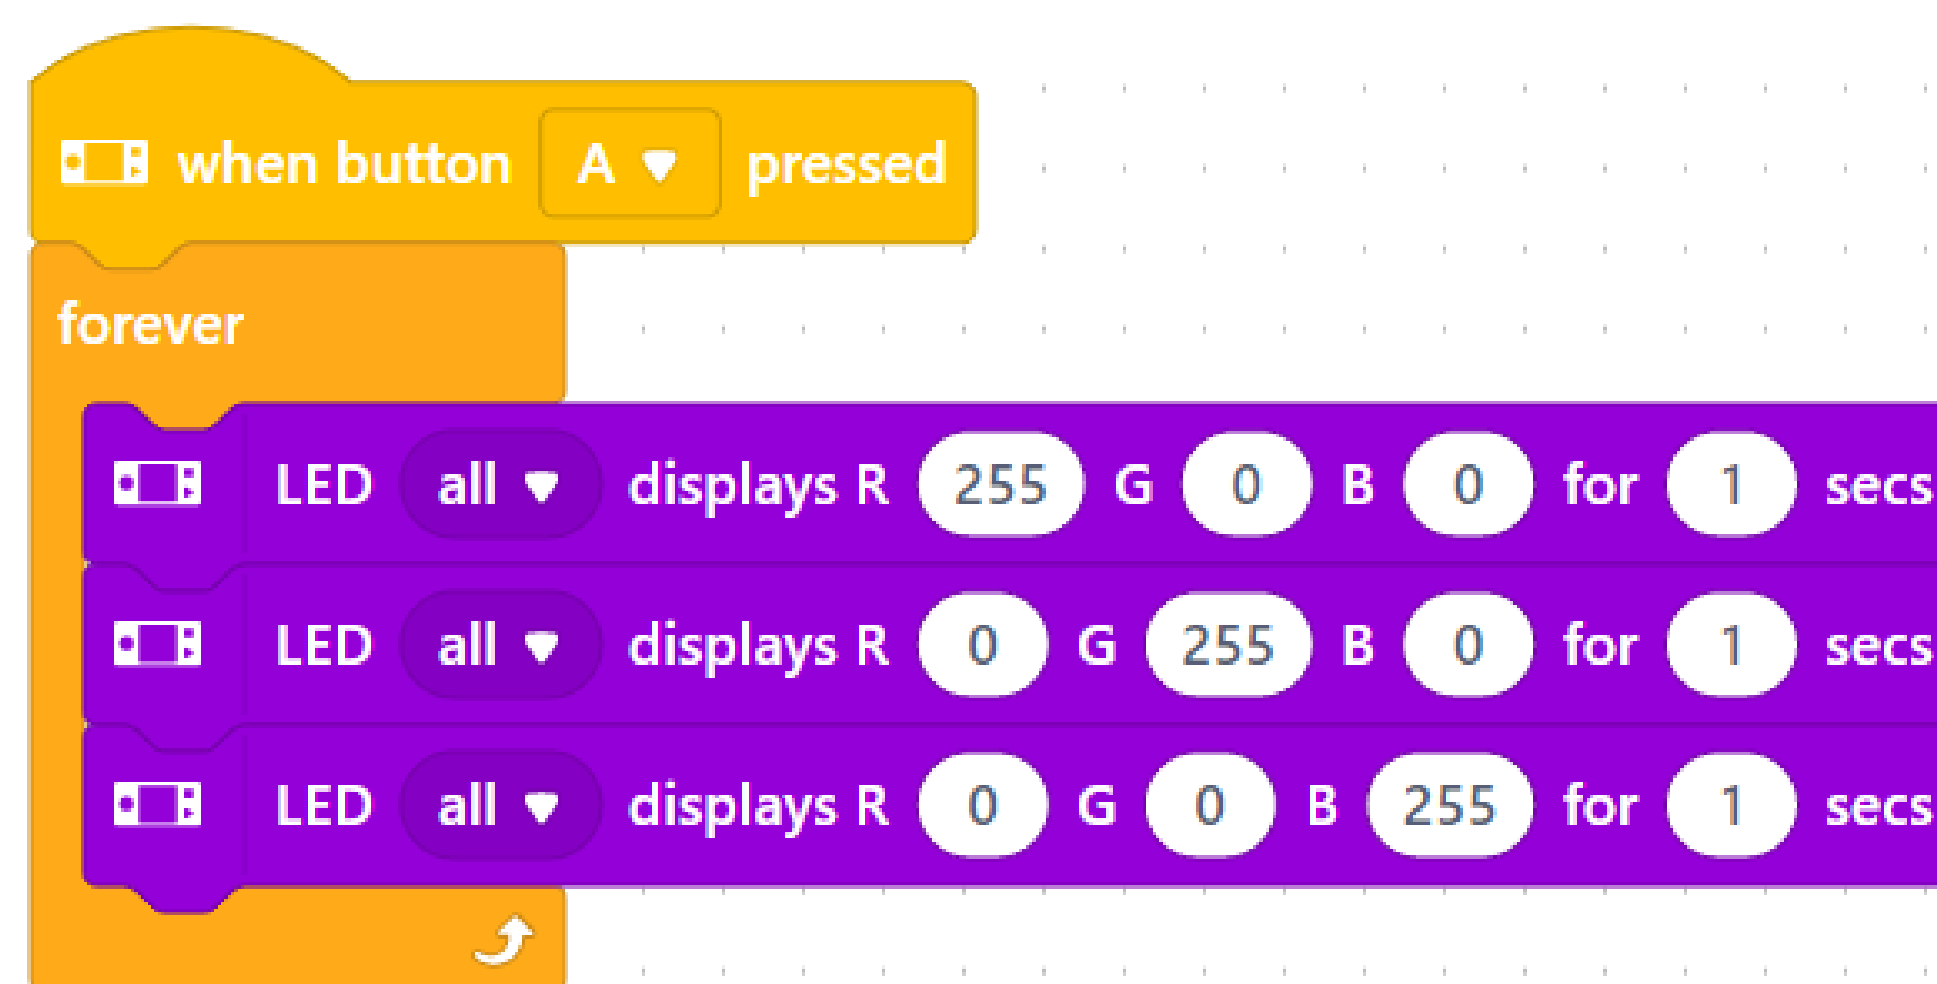 when button A pressed
forever
LED all displays R 255 G 0 B 0 for 1 secs
LED all displays R 0 G 255 B 0 for 1 secs
LED all displays R 0 G 0 B 255 for 1 secs